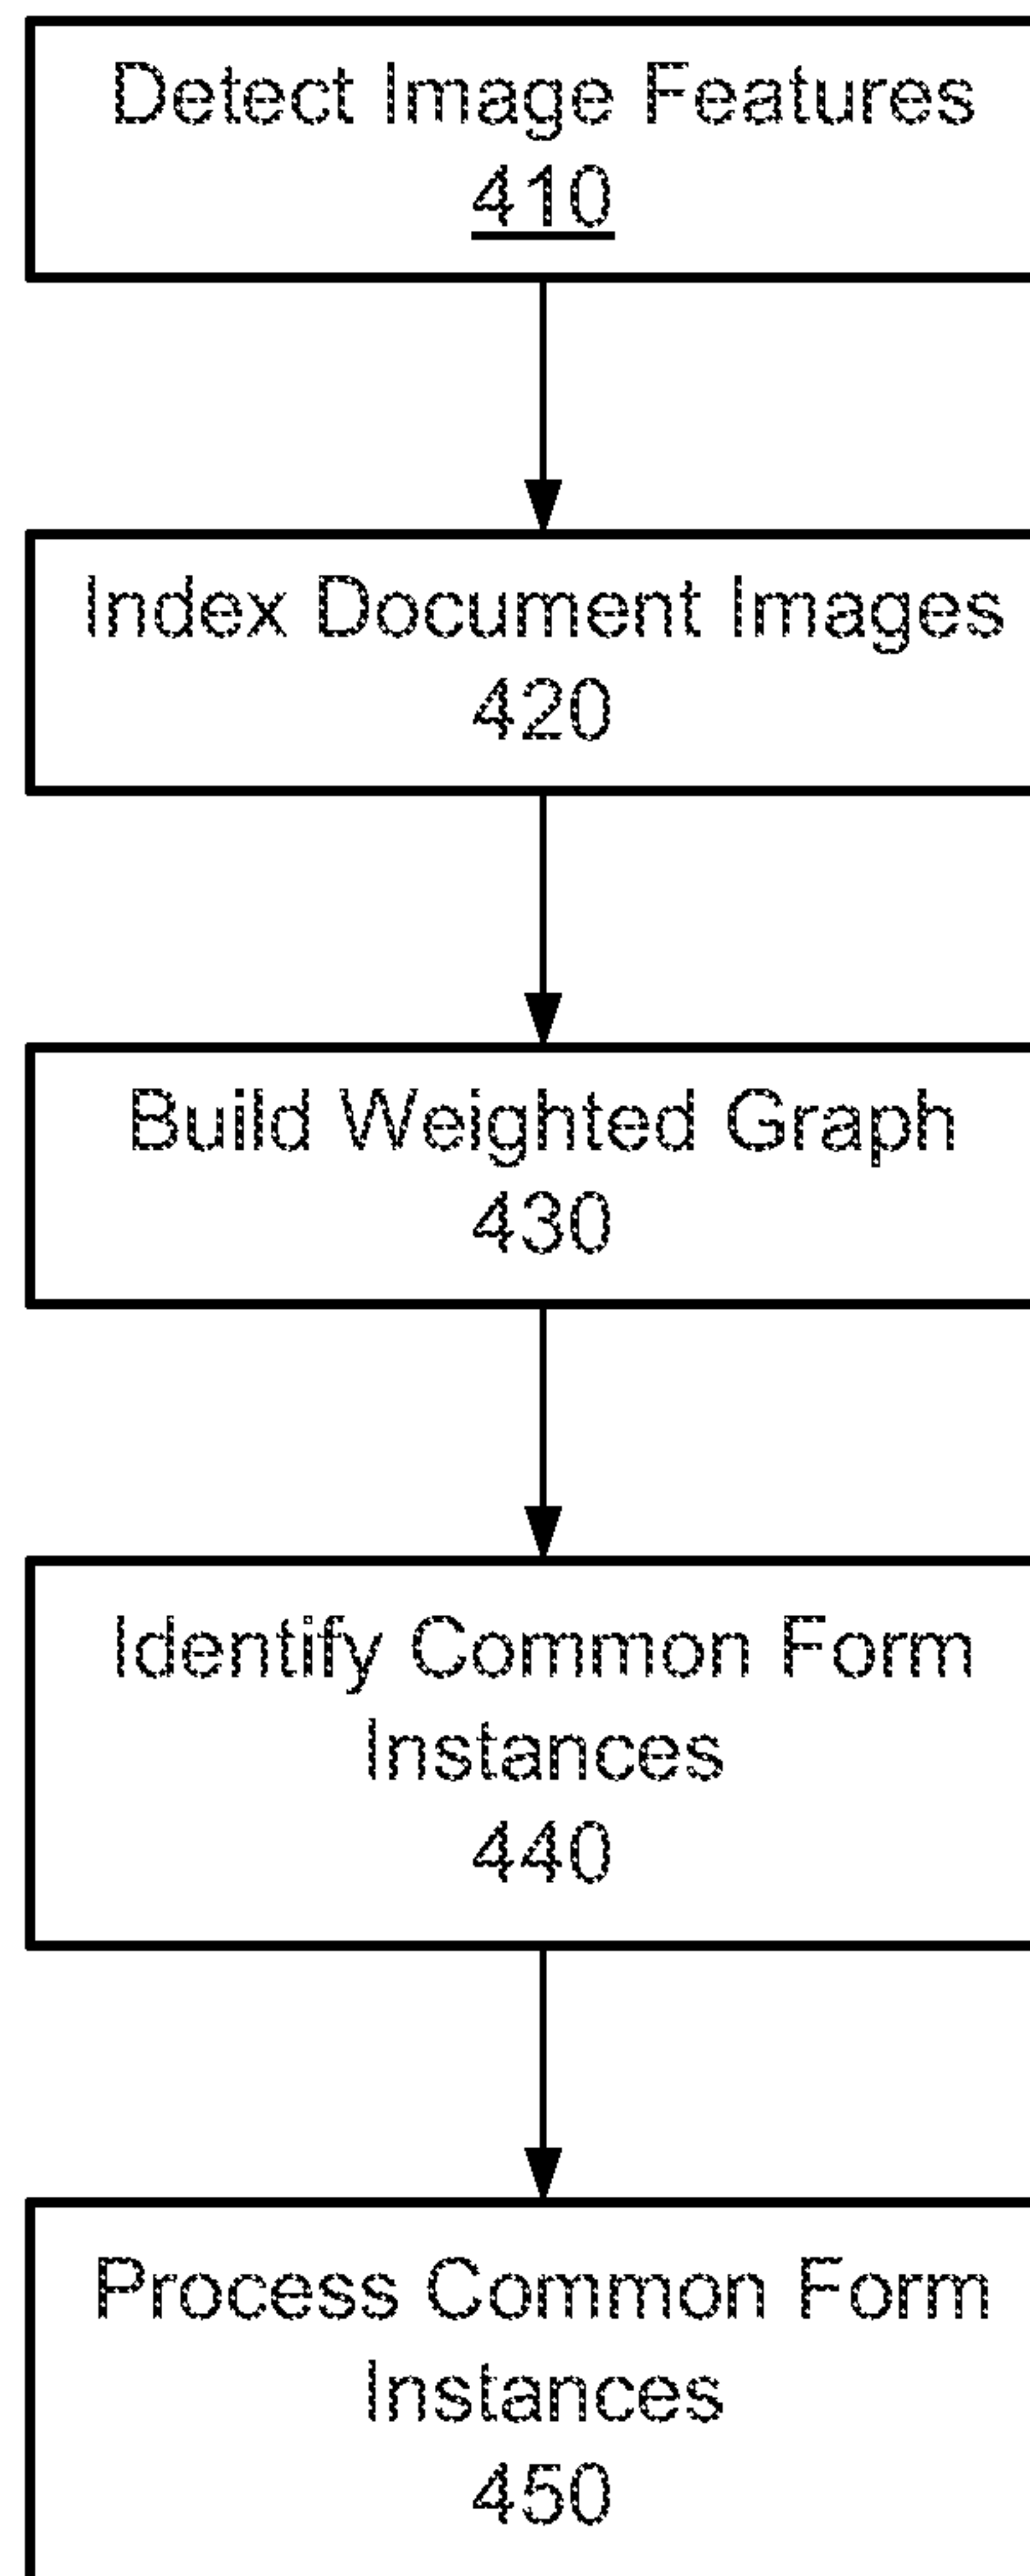 Detect Image Features
410
Index Document Images
420
Build Weighted Graph
430
Identify Common Form
Instances
440
Process Common Form
Instances
450